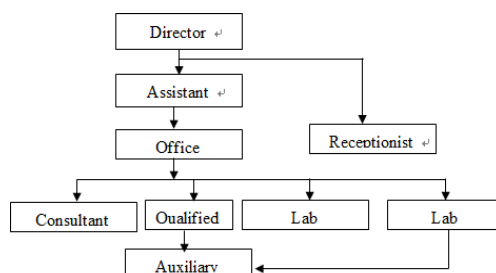 Director ↵
Assistant ↵
Office
Receptionist ↵
Consultant
Qualified
Lab
Lab
Auxiliary